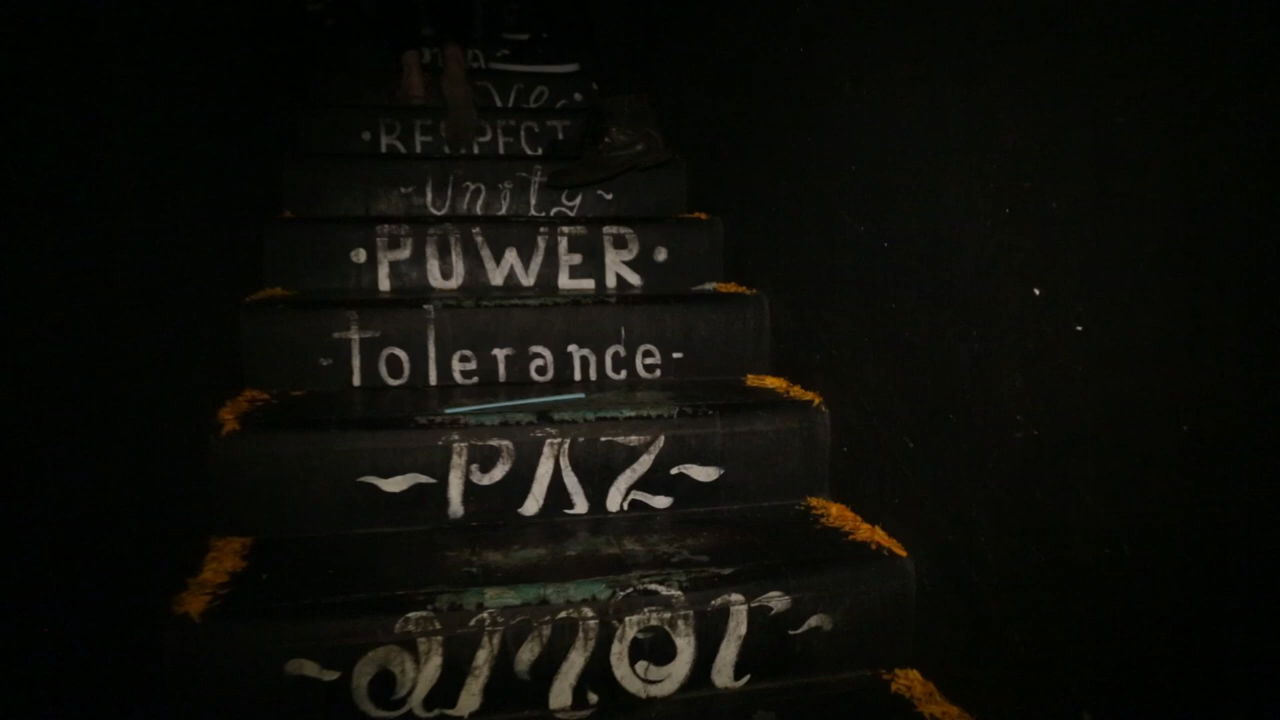 ·RESPECT
~Unity~
·POWER·
-Tolerance-
~PAZ~
~amor~